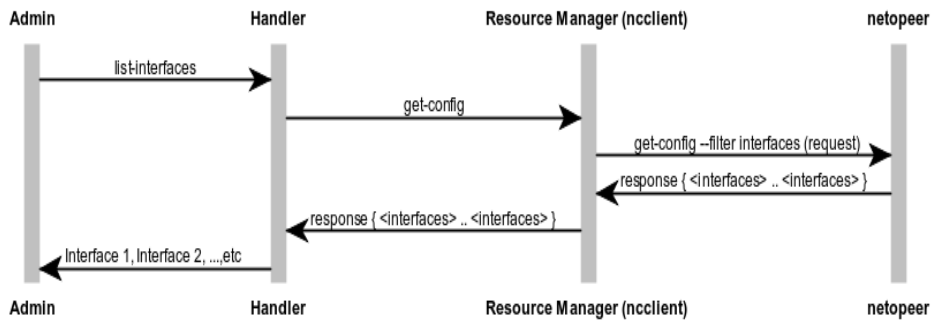 Admin
Handler
Resource Manager (ncclient)
netopeer
list-interfaces
get-config
get-config --filter interfaces (request)
response { <interfaces> .. <interfaces> }
response { <interfaces> .. <interfaces> }
Interface 1, Interface 2, ...,etc
Admin
Handler
Resource Manager (ncclient)
netopeer